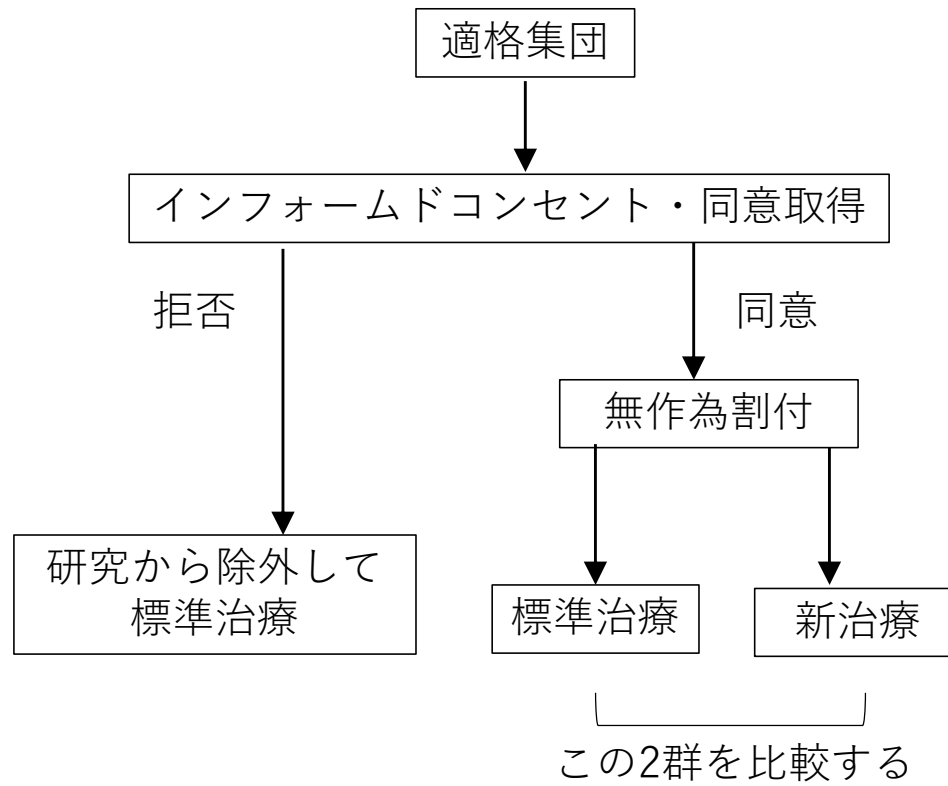 適格集団
インフォームドコンセント・同意取得
拒否
同意
無作為割付
研究から除外して
標準治療
標準治療
新治療
この2群を比較する